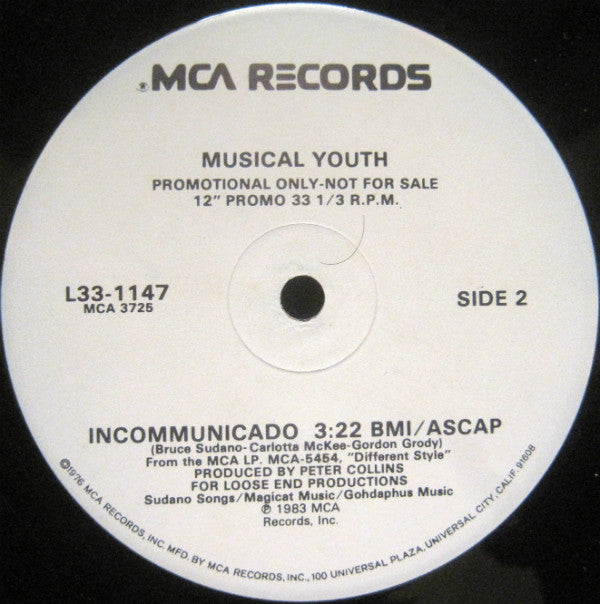 MCA RECORDS
MUSICAL YOUTH
PROMOTIONAL ONLY-NOT FOR SALE
12" PROMO 33 1/3 R.P.M.
L33-1147
MCA 3725
SIDE 2
INCOMMUNICADO 3:22 BMI/ASCAP
(Bruce Sudano-Carlotta McKee-Gordon Grody)
From the MCA LP. MCA-5454, "Different Style"
PRODUCED BY PETER COLLINS
FOR LOOSE END PRODUCTIONS
Sudano Songs/Magicat Music/Gohdaphus Music
℗ 1983 MCA
Records, Inc.
©1976 MCA RECORDS, INC. MFD. BY MCA RECORDS, INC., 100 UNIVERSAL PLAZA, UNIVERSAL CITY, CALIF. 91608